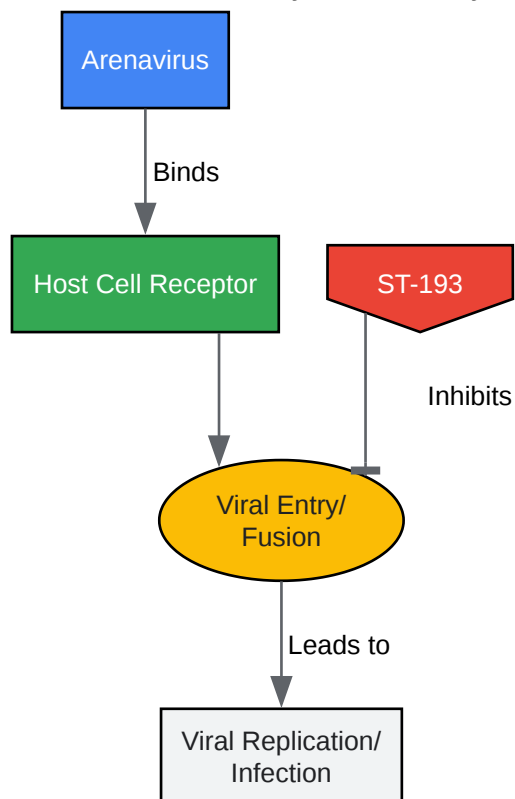 Arenavirus
Binds
Host Cell Receptor
ST-193
Inhibits
Viral Entry/
Fusion
Leads to
Viral Replication/
Infection